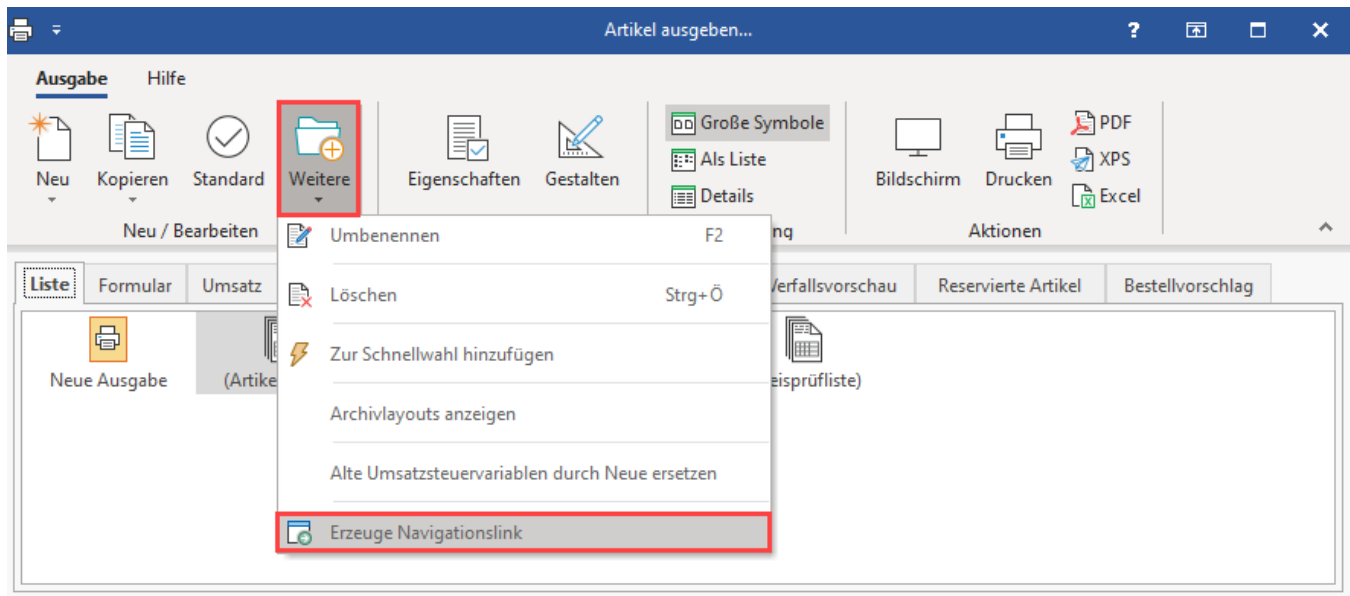 Artikel ausgeben...
Ausgabe Hilfe
Neu Kopieren Standard Weitere Eigenschaften Gestalten
Große Symbole
Als Liste
Details
Bildschirm Drucken
PDF
XPS
Excel
Neu / Bearbeiten ng Aktionen
Umbenennen F2
Löschen Strg+Ö
Zur Schnellwahl hinzufügen
Archivlayouts anzeigen
Alte Umsatzsteuervariablen durch Neue ersetzen
Erzeuge Navigationslink
Liste Formular Umsatz Verfallsvorschau Reservierte Artikel Bestellvorschlag
Neue Ausgabe (Artike eisprüfliste)